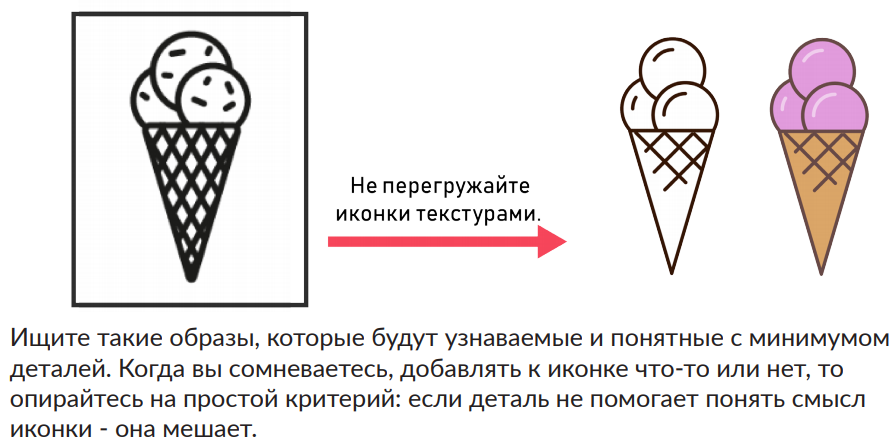 Не перегружайте
иконки текстурами.
Ищите такие образы, которые будут узнаваемые и понятные с минимумом
деталей. Когда вы сомневаетесь, добавлять к иконке что-то или нет, то
опирайтесь на простой критерий: если деталь не помогает понять смысл
иконки - она мешает.